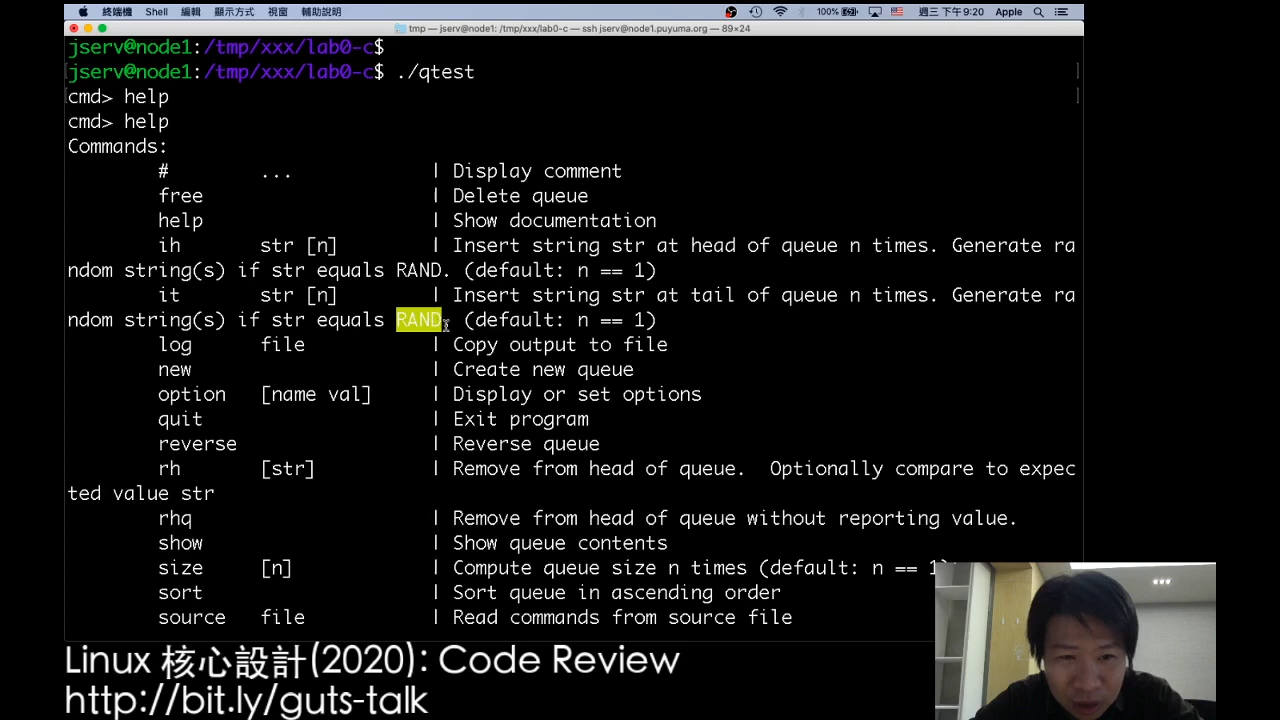 終端機 Shell 編輯 顯示方式 視窗 輔助說明 100% 週三 下午9:20 Apple
tmp — jserv@node1: /tmp/xxx/lab0-c — ssh jserv@node1.puyuma.org — 89×24
jserv@node1:/tmp/xxx/lab0-c$
jserv@node1:/tmp/xxx/lab0-c$ ./qtest
cmd> help
cmd> help
Commands:
# ... | Display comment
free | Delete queue
help | Show documentation
ih str [n] | Insert string str at head of queue n times. Generate ra
ndom string(s) if str equals RAND. (default: n == 1)
it str [n] | Insert string str at tail of queue n times. Generate ra
ndom string(s) if str equals RAND. (default: n == 1)
log file | Copy output to file
new | Create new queue
option [name val] | Display or set options
quit | Exit program
reverse | Reverse queue
rh [str] | Remove from head of queue.  Optionally compare to expec
ted value str
rhq | Remove from head of queue without reporting value.
show | Show queue contents
size [n] | Compute queue size n times (default: n == 1)
sort | Sort queue in ascending order
source file | Read commands from source file
Linux 核心設計(2020): Code Review
http://bit.ly/guts-talk